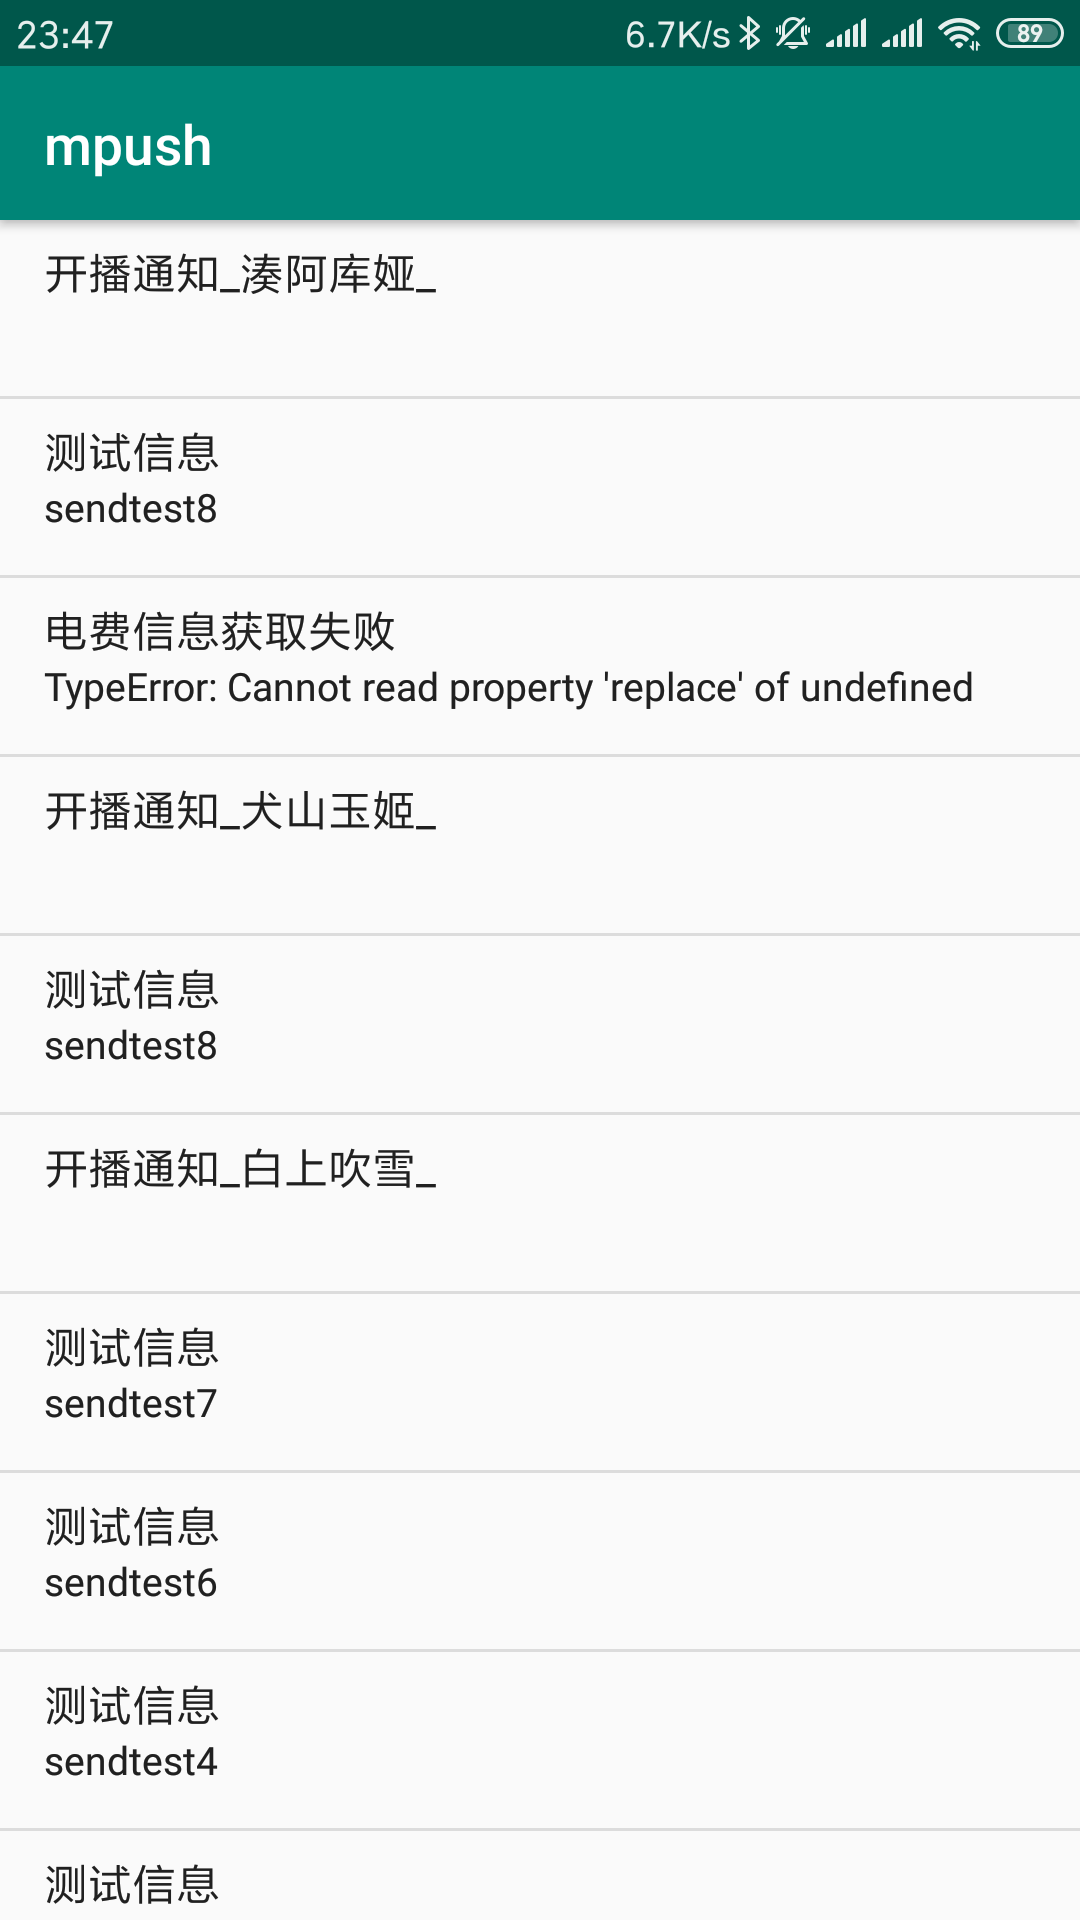 23:47 6.7K/s 89
mpush
开播通知_湊阿库娅_
测试信息
sendtest8
电费信息获取失败
TypeError: Cannot read property 'replace' of undefined
开播通知_犬山玉姬_
测试信息
sendtest8
开播通知_白上吹雪_
测试信息
sendtest7
测试信息
sendtest6
测试信息
sendtest4
测试信息